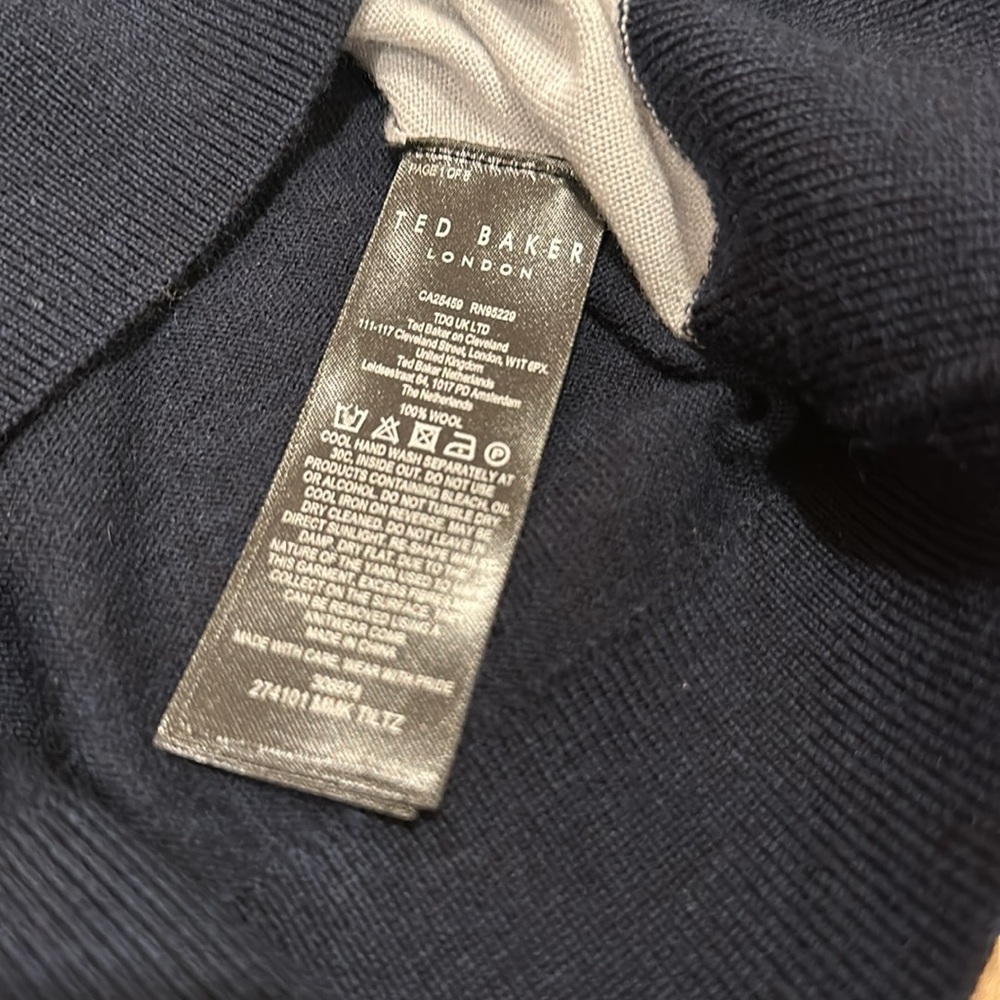 PAGE 1 OF 8
TED BAKER
LONDON
CA25459 RN95229
TDG UK LTD
Ted Baker on Cleveland
111-117 Cleveland Street, London, W1T 6PX,
United Kingdom
Ted Baker Netherlands
Leidsestraat 64, 1017 PD Amsterdam
The Netherlands
100% WOOL
P
COOL HAND WASH SEPARATELY AT
30C. INSIDE OUT. DO NOT USE
PRODUCTS CONTAINING BLEACH, OIL
OR ALCOHOL. DO NOT TUMBLE DRY
COOL IRON ON REVERSE. MAY BE
DRY CLEANED. DO NOT LEAVE IN
DIRECT SUNLIGHT. RE-SHAPE WHILST
DAMP. DRY FLAT. DUE TO THE
NATURE OF THE YARN USED TO
THIS GARMENT, EXCESS FIBRES
COLLECT ON THE SURFACE.
CAN BE REMOVED USING A
KNITWEAR COMB
MADE IN CHINA
MADE WITH CARE. WEAR WITH PRIDE
274101 MMK TILTZ